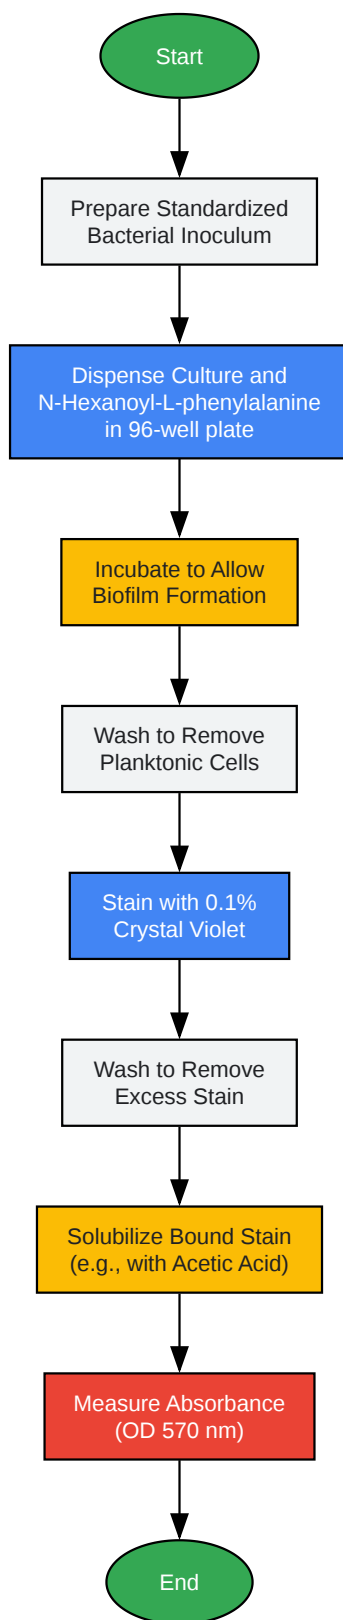 Start
Prepare Standardized
Bacterial Inoculum
Dispense Culture and
N-Hexanoyl-L-phenylalanine
in 96-well plate
Incubate to Allow
Biofilm Formation
Wash to Remove
Planktonic Cells
Stain with 0.1%
Crystal Violet
Wash to Remove
Excess Stain
Solubilize Bound Stain
(e.g., with Acetic Acid)
Measure Absorbance
(OD 570 nm)
End